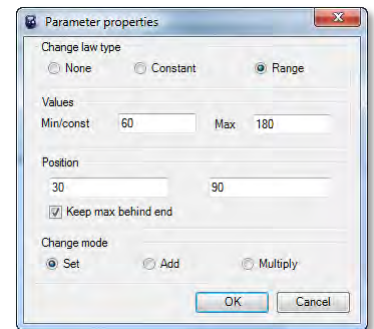 Parameter properties
Change law type
None Constant Range
Values
Min/const 60 Max 180
Position
30 90
Keep max behind end
Change mode
Set Add Multiply
OK Cancel